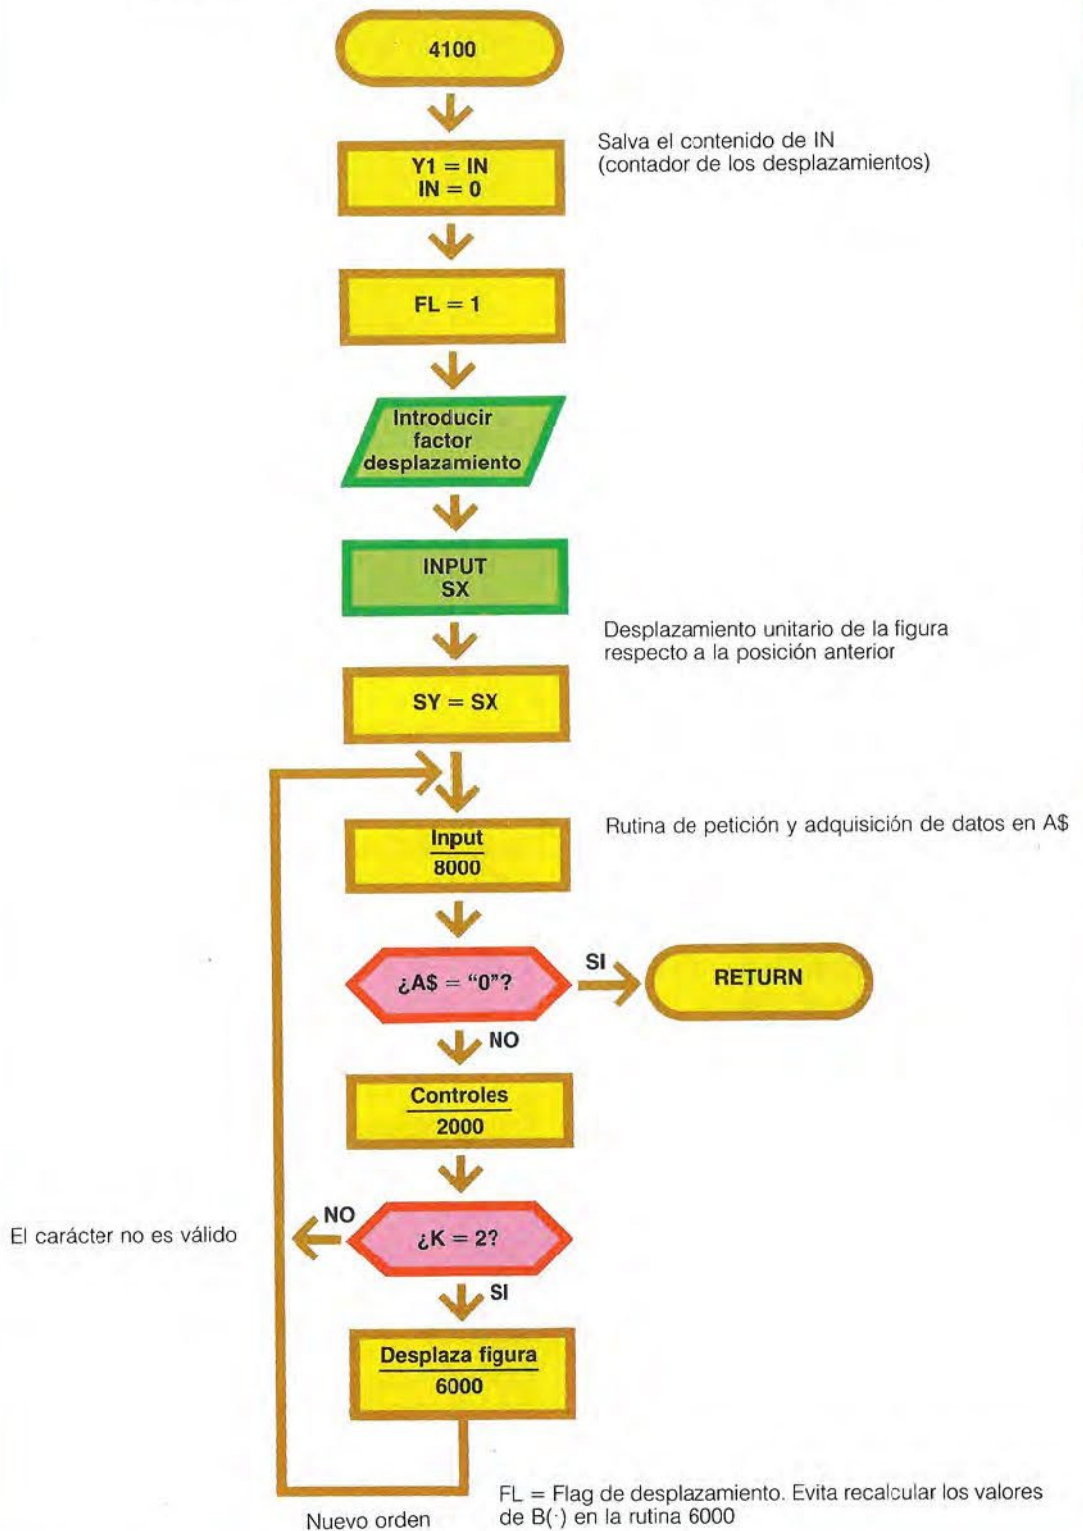 4100
Salva el contenido de IN
(contador de los desplazamientos)
Y1 = IN
IN = 0
FL = 1
Introducir
factor
desplazamiento
INPUT
SX
Desplazamiento unitario de la figura
respecto a la posición anterior
SY = SX
Rutina de petición y adquisición de datos en A$
Input
8000
¿A$ = “0”?
SI
RETURN
NO
Controles
2000
El carácter no es válido
NO
¿K = 2?
SI
Desplaza figura
6000
Nuevo orden
FL = Flag de desplazamiento. Evita recalcular los valores
de B(·) en la rutina 6000